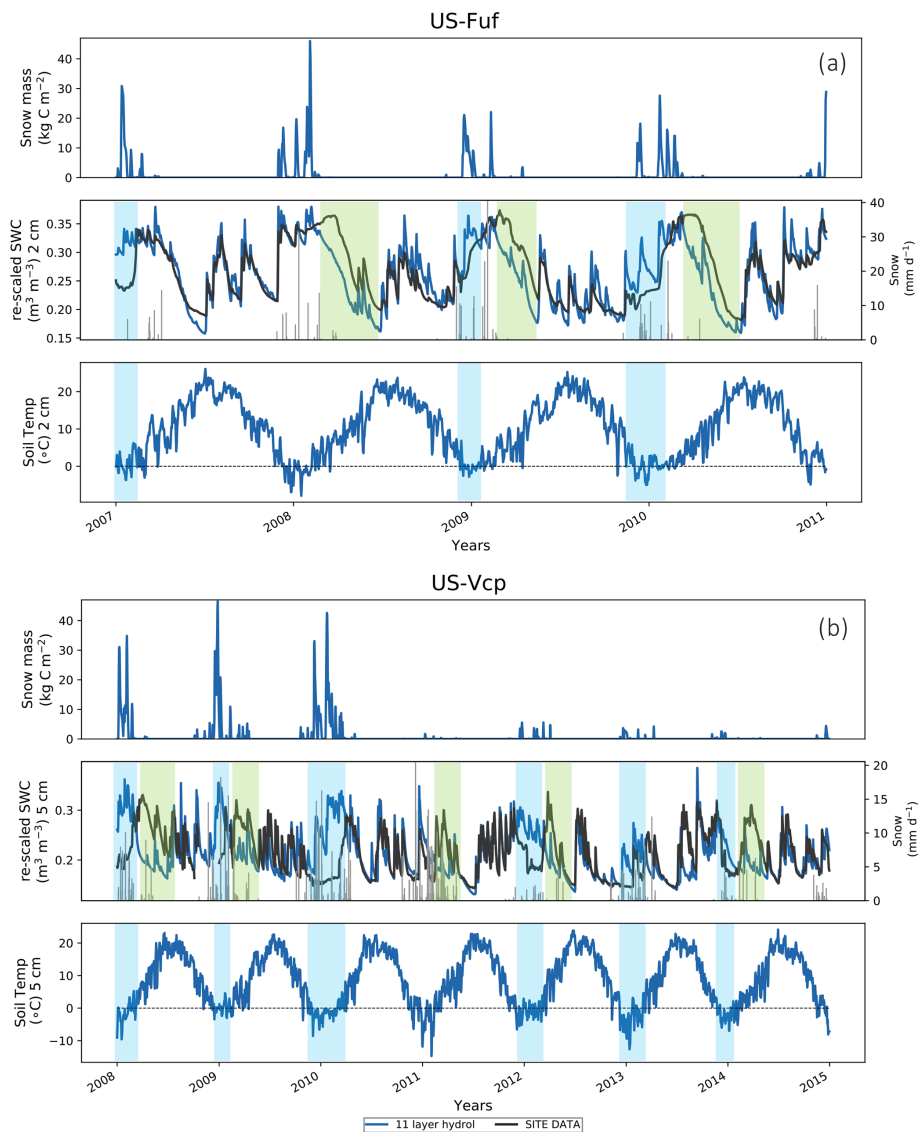 US-Fuf
(a)
Snow mass
(kg C m⁻²)
40
30
20
10
0
re-scaled SWC
(m³ m⁻³) 2 cm
0.35
0.30
0.25
0.20
0.15
40
30
20
10
0
Snow
(mm d⁻¹)
Soil Temp
(∘C) 2 cm
20
10
0
2007
2008
2009
2010
2011
Years
US-Vcp
(b)
Snow mass
(kg C m⁻²)
40
30
20
10
0
re-scaled SWC
(m³ m⁻³) 5 cm
0.3
0.2
20
15
10
5
0
Snow
(mm d⁻¹)
Soil Temp
(∘C) 5 cm
20
10
0
−10
2008
2009
2010
2011
2012
2013
2014
2015
Years
11 layer hydrol
SITE DATA